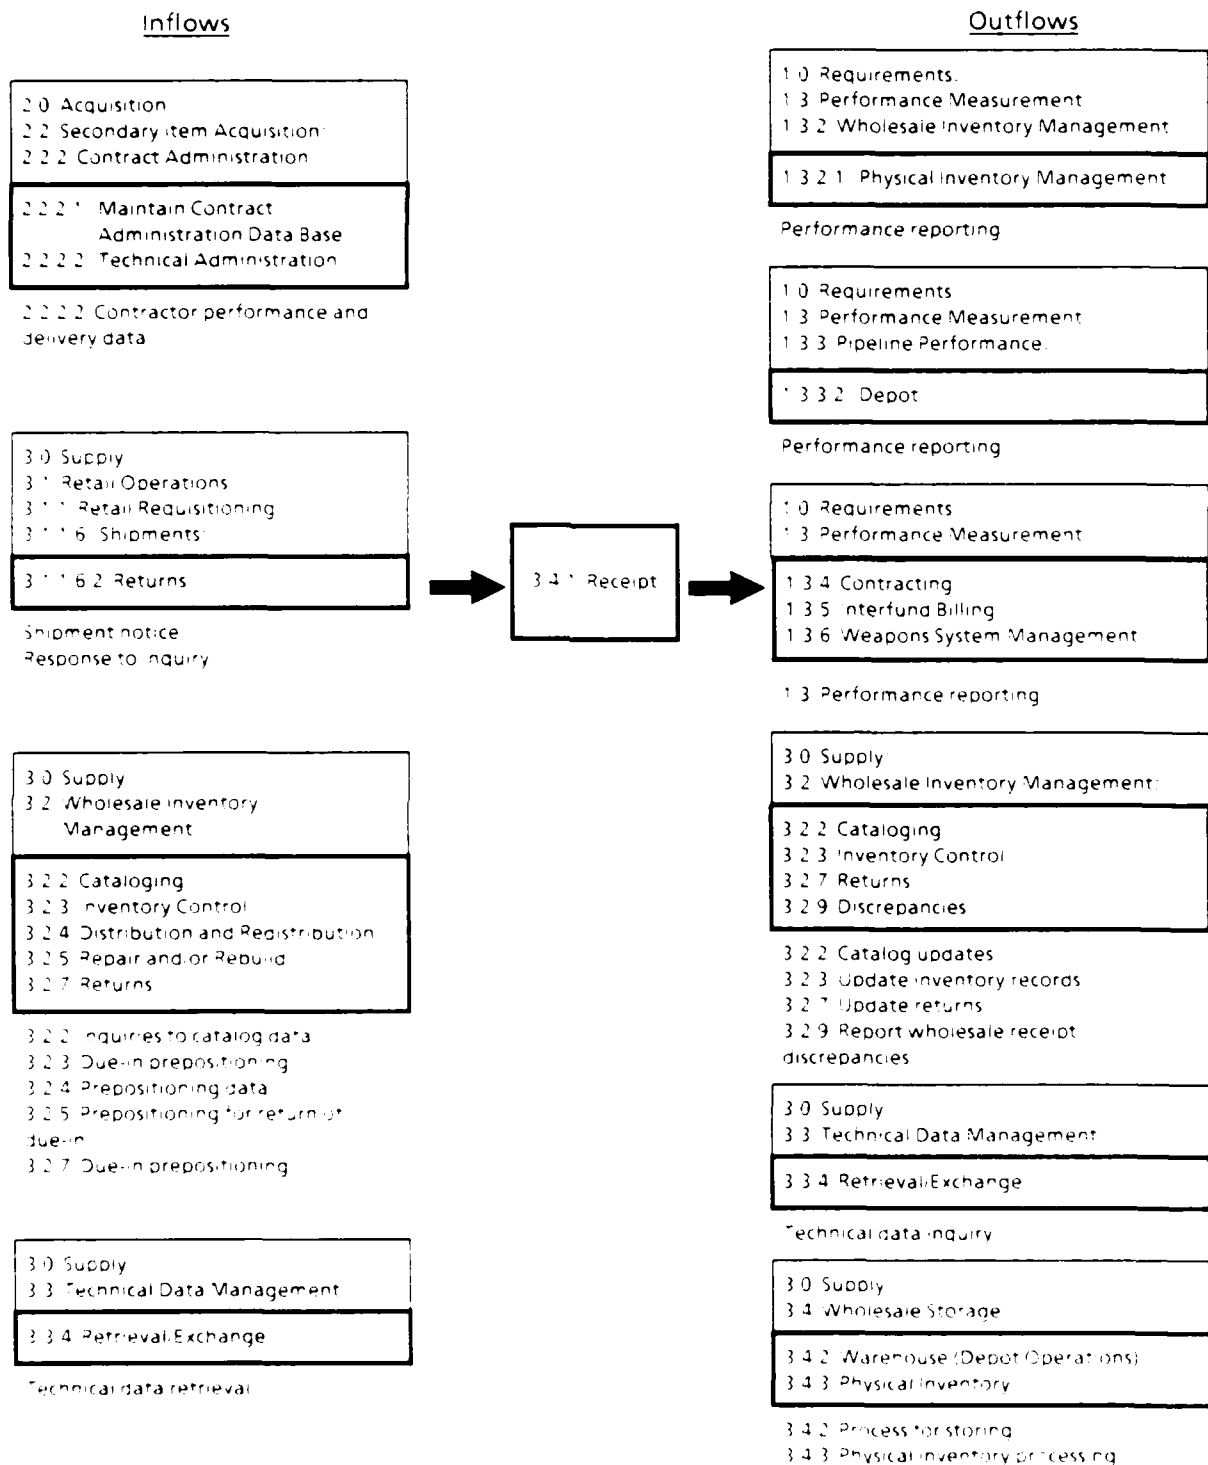 Inflows
2.0 Acquisition
2.2 Secondary Item Acquisition:
2.2.2 Contract Administration
2.2.2.1 Maintain Contract
Administration Data Base
2.2.2.2 Technical Administration
2.2.2.2 Contractor performance and
delivery data
3.0 Supply
3.1 Retail Operations
3.1.1 Retail Requisitioning
3.1.1.6 Shipments:
3.1.1.6.2 Returns
Shipment notice
Response to inquiry
3.0 Supply
3.2 Wholesale Inventory
Management
3.2.2 Cataloging
3.2.3 Inventory Control
3.2.4 Distribution and Redistribution
3.2.5 Repair and/or Rebuild
3.2.7 Returns
3.2.2 Inquiries to catalog data
3.2.3 Due-in prepositioning
3.2.4 Prepositioning data
3.2.5 Prepositioning for return of
due-in
3.2.7 Due-in prepositioning
3.0 Supply
3.3 Technical Data Management
3.3.4 Retrieval/Exchange
Technical data retrieval
3.4.1 Receipt
Outflows
1.0 Requirements.
1.3 Performance Measurement
1.3.2 Wholesale Inventory Management
1.3.2.1 Physical Inventory Management
Performance reporting
1.0 Requirements
1.3 Performance Measurement
1.3.3 Pipeline Performance.
1.3.3.2 Depot
Performance reporting
1.0 Requirements
1.3 Performance Measurement
1.3.4 Contracting
1.3.5 Interfund Billing
1.3.6 Weapons System Management
1.3 Performance reporting
3.0 Supply
3.2 Wholesale Inventory Management:
3.2.2 Cataloging
3.2.3 Inventory Control
3.2.7 Returns
3.2.9 Discrepancies
3.2.2 Catalog updates
3.2.3 Update inventory records
3.2.7 Update returns
3.2.9 Report wholesale receipt
discrepancies
3.0 Supply
3.3 Technical Data Management
3.3.4 Retrieval/Exchange
Technical data inquiry
3.0 Supply
3.4 Wholesale Storage
3.4.2 Warehouse (Depot Operations)
3.4.3 Physical Inventory
3.4.2 Process for storing
3.4.3 Physical inventory processing